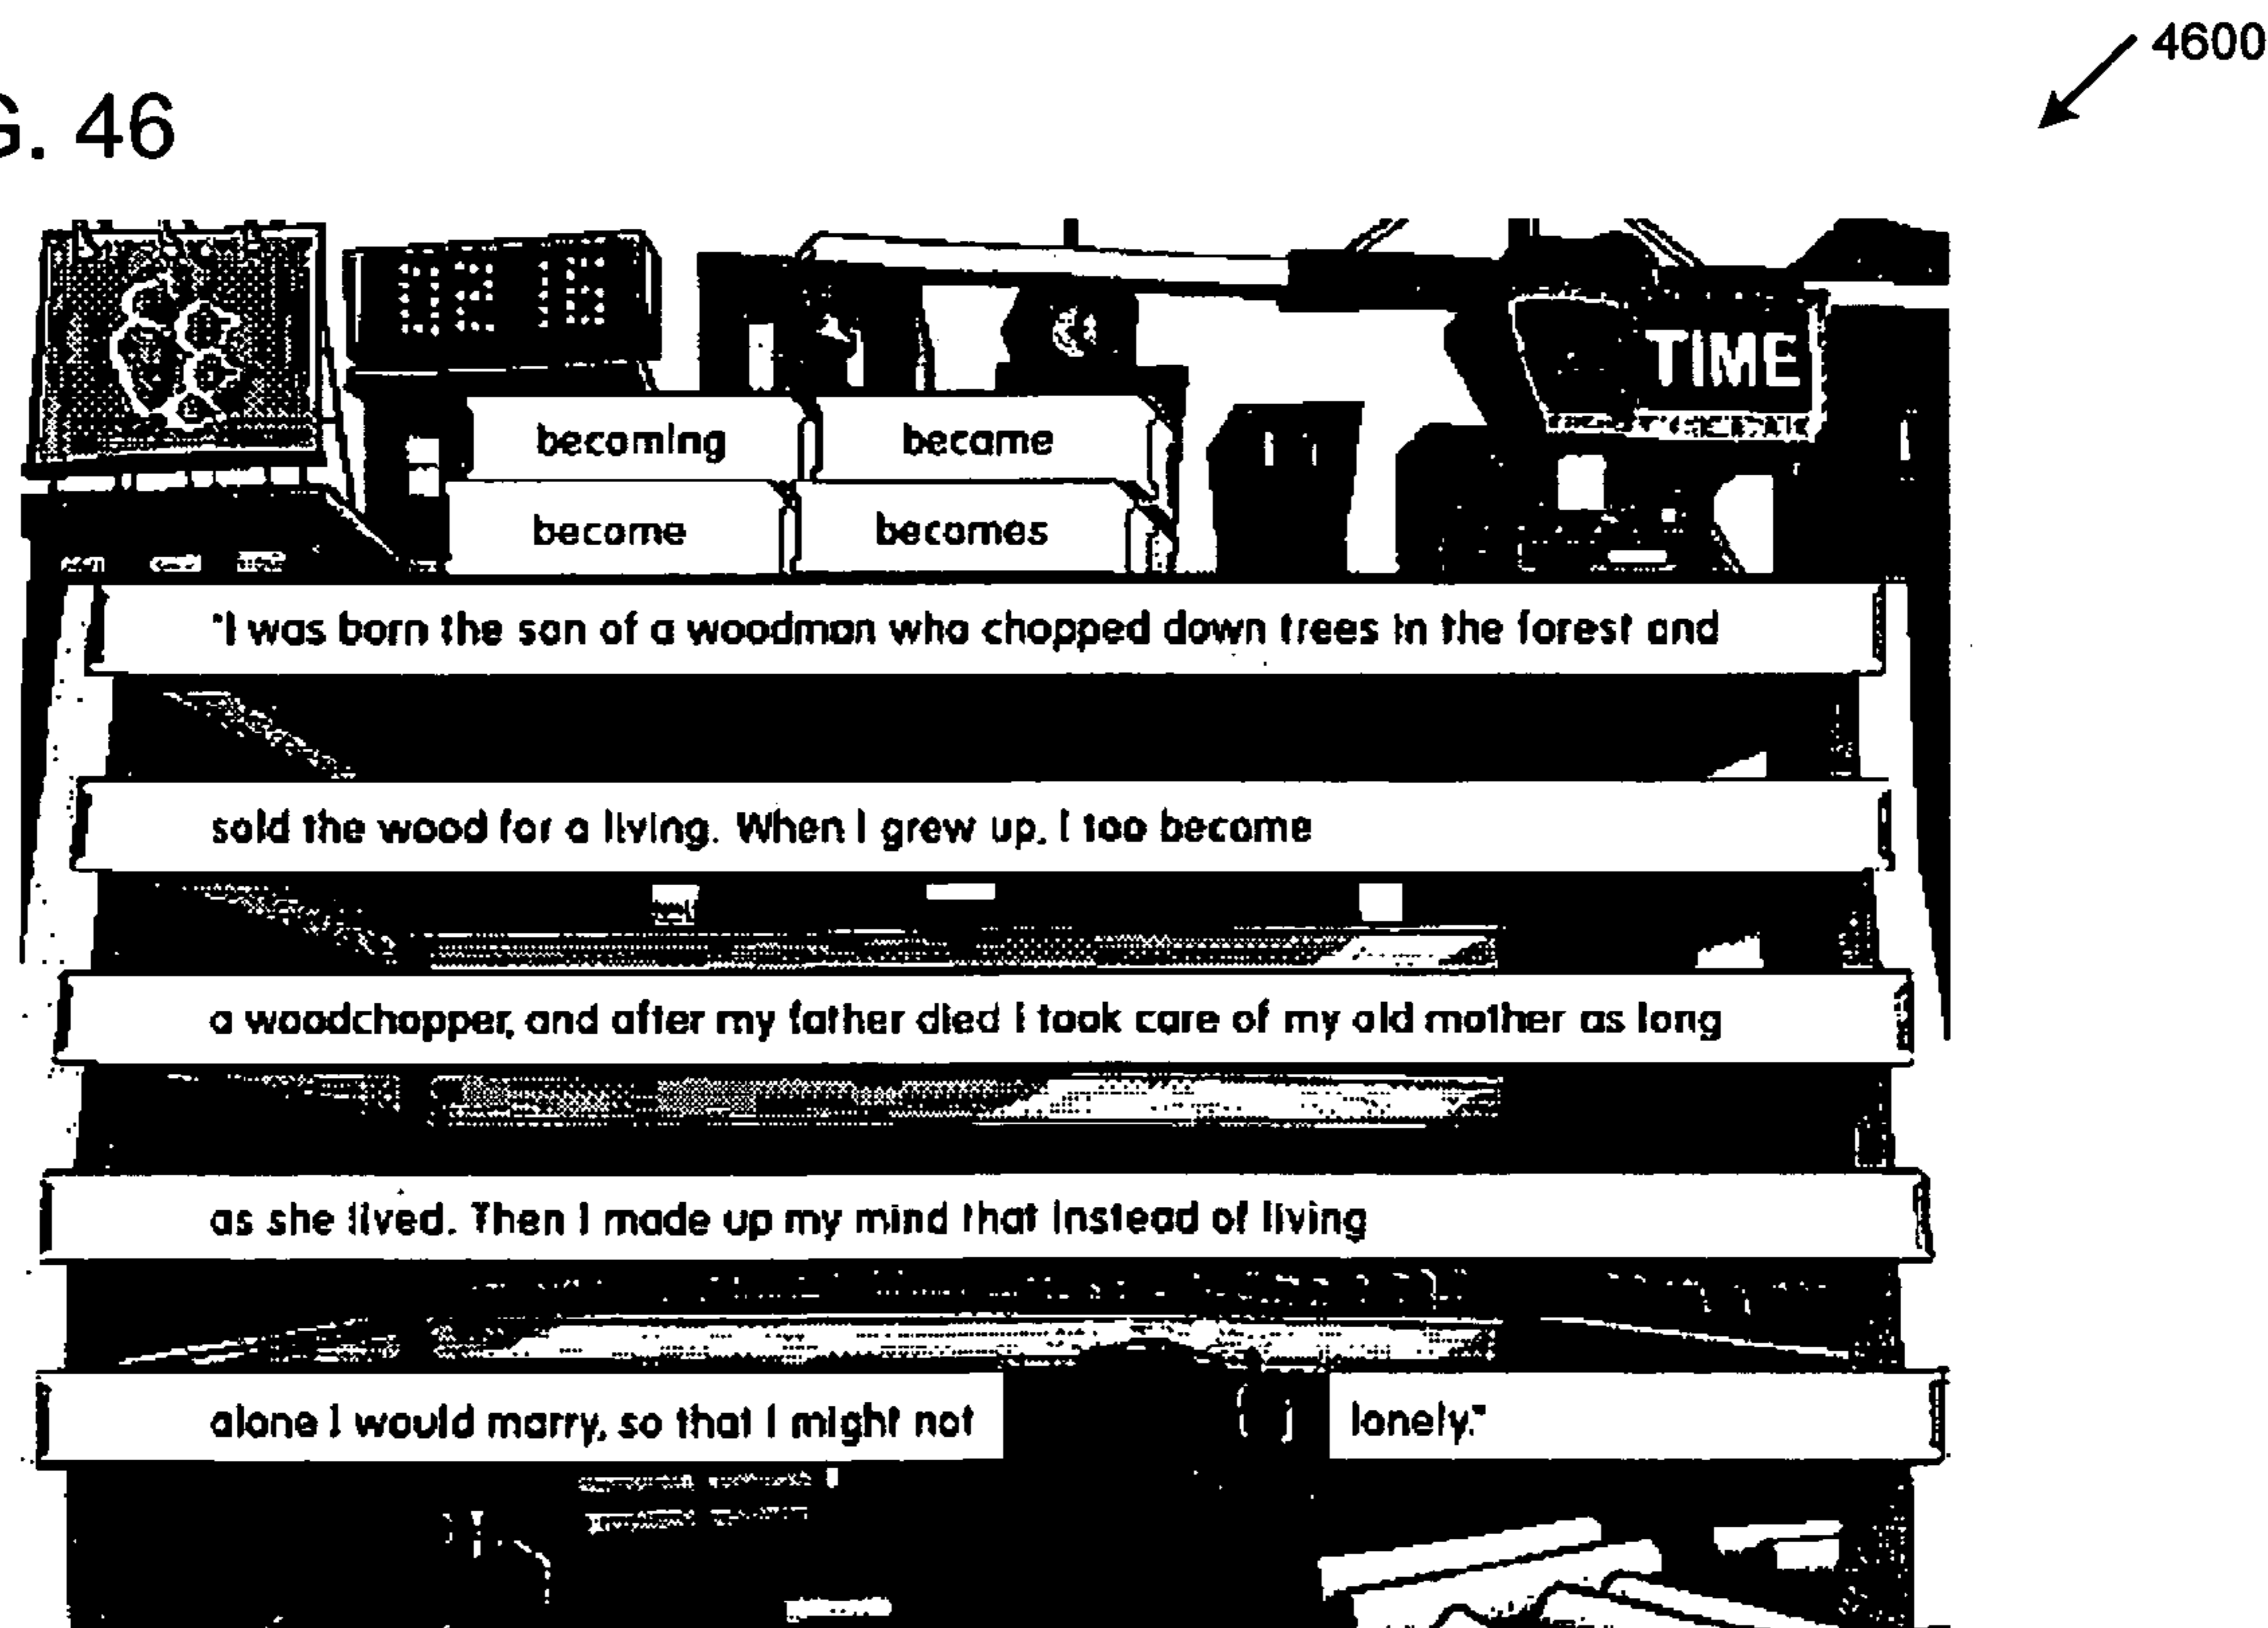 G. 46
4600
TIME
becoming became
become becomes
"I was born the son of a woodman who chopped down trees in the forest and
sold the wood for a living. When I grew up, I too became
a woodchopper, and after my father died I took care of my old mother as long
as she lived. Then I made up my mind that instead of living
alone I would marry, so that I might not lonely."